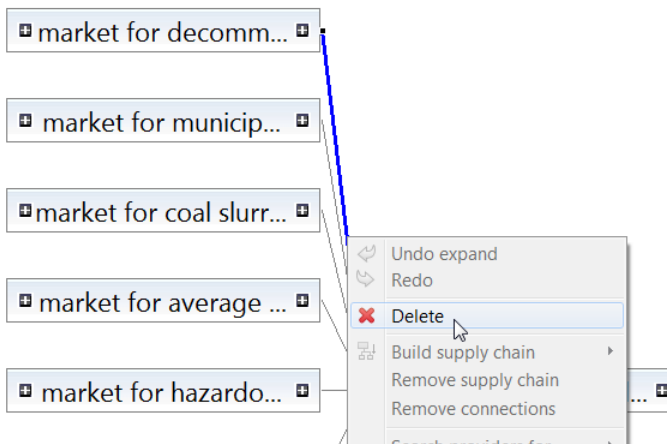 market for decomm...
market for municip...
market for coal slurr...
market for average ...
market for hazardo...
Undo expand
Redo
Delete
Build supply chain
Remove supply chain
Remove connections
...